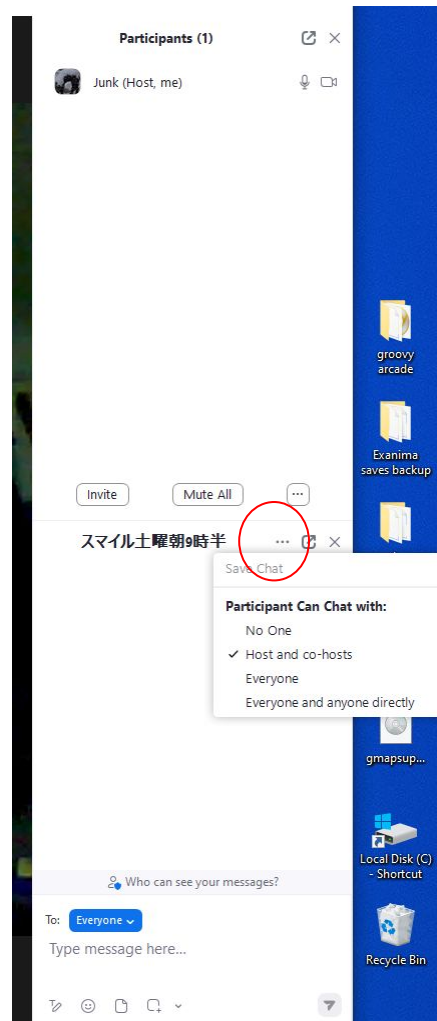 Participants (1)
Junk (Host, me)
Invite
Mute All
スマイル土曜朝9時半
Save Chat
Participant Can Chat with:
No One
Host and co-hosts
Everyone
Everyone and anyone directly
Who can see your messages?
To: Everyone
Type message here...
groovy
arcade
Exanima
saves backup
gmapsup...
Local Disk (C)
- Shortcut
Recycle Bin